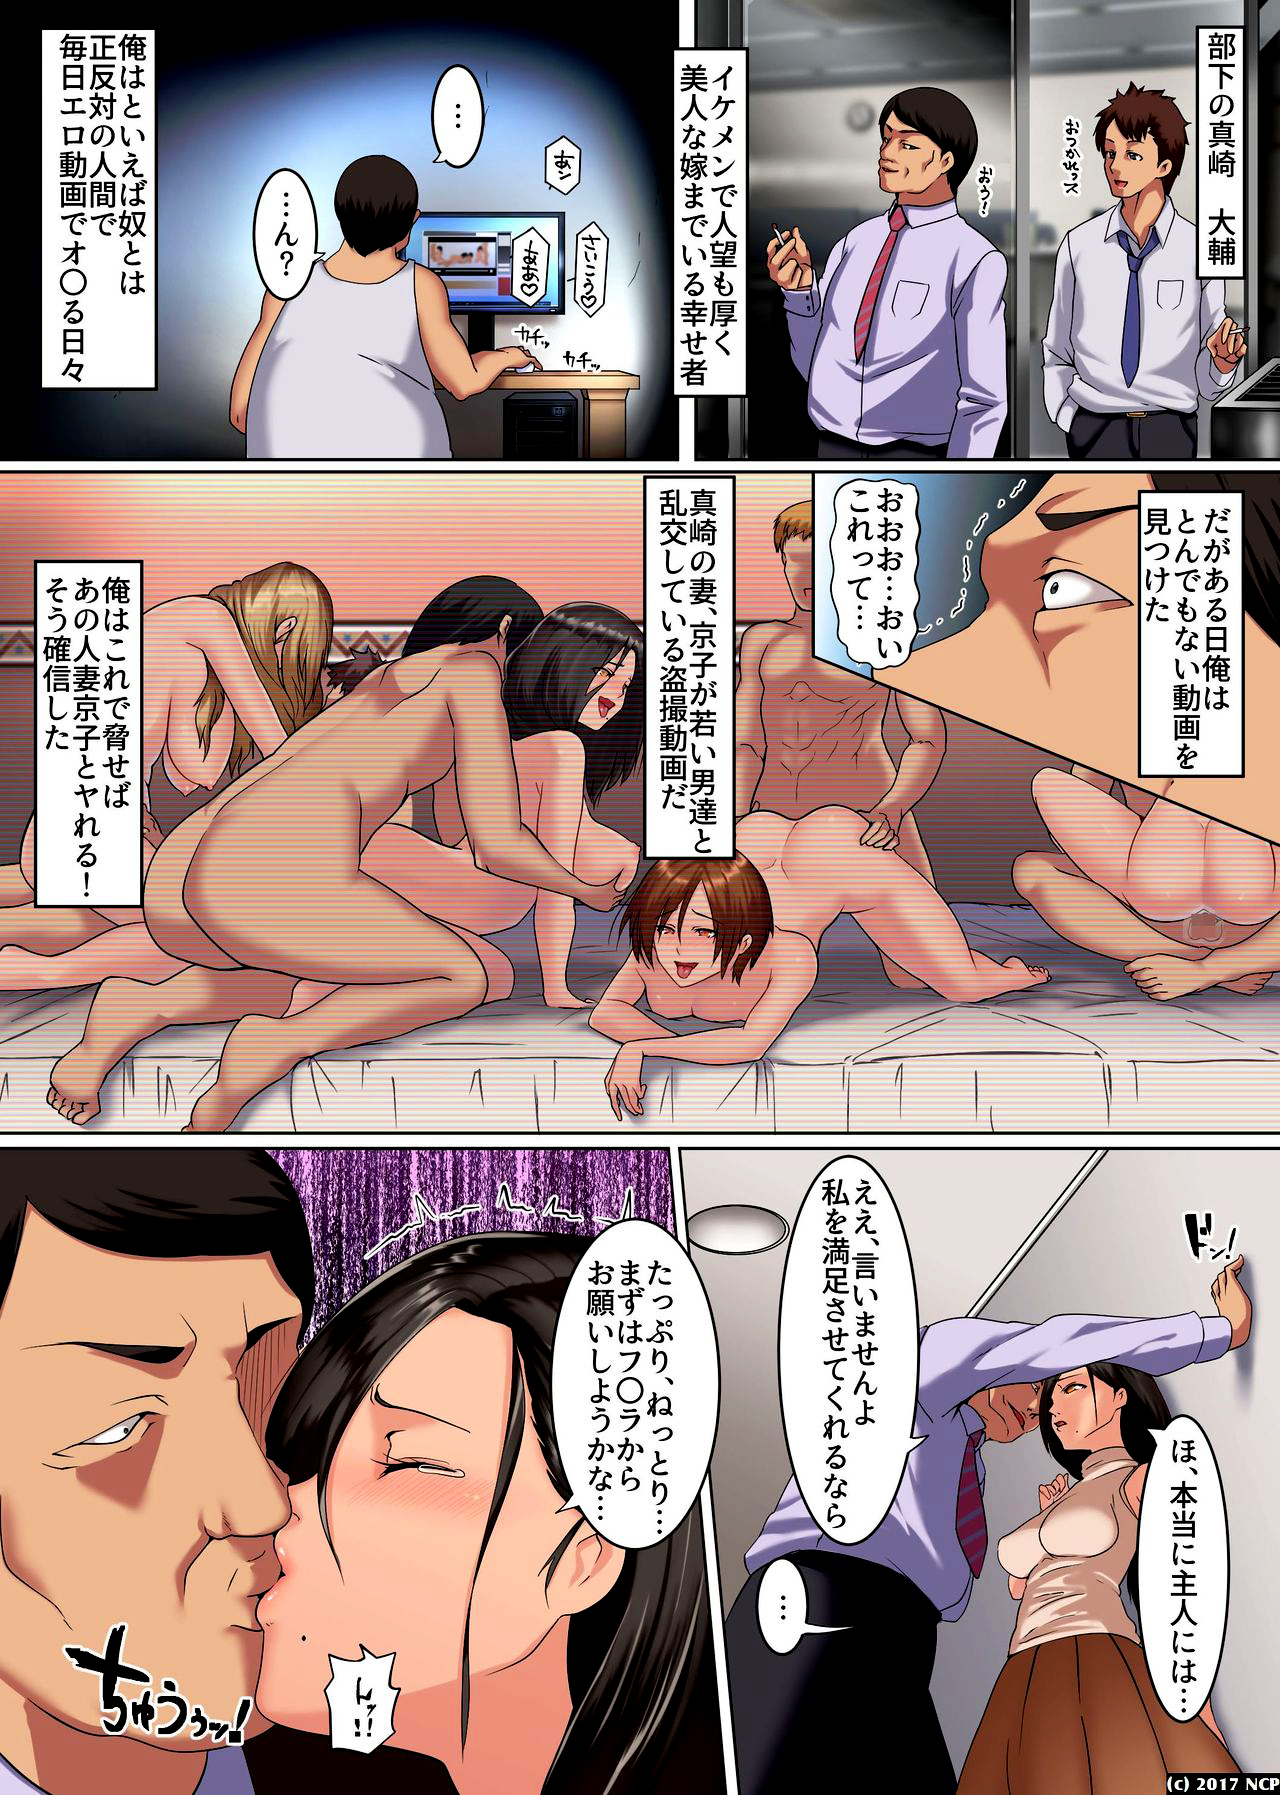 部下の真崎 大輔
おつかれっス
おう!
イケメンで人望も厚く
美人な嫁までいる幸せ者
…
…ん?
あン
さいこう♡
ああ♡
カチッ
カチッ
俺はといえば奴とは
正反対の人間で
毎日エロ動画でオ〇る日々
だがある日俺は
とんでもない動画を
見つけた
おおお…おい
これって…
真崎の妻、京子が若い男達と
乱交している盗撮動画だ
俺はこれで脅せば
あの人妻京子とヤれる!
そう確信した
ドン!
ほ、本当に主人には…
ええ、言いませんよ
私を満足させてくれるなら
…
たっぷり、ねっとり…
まずはフ〇ラから
お願いしようかな…
んッ!!
ちゅうぅッ!
(c) 2017 NCP